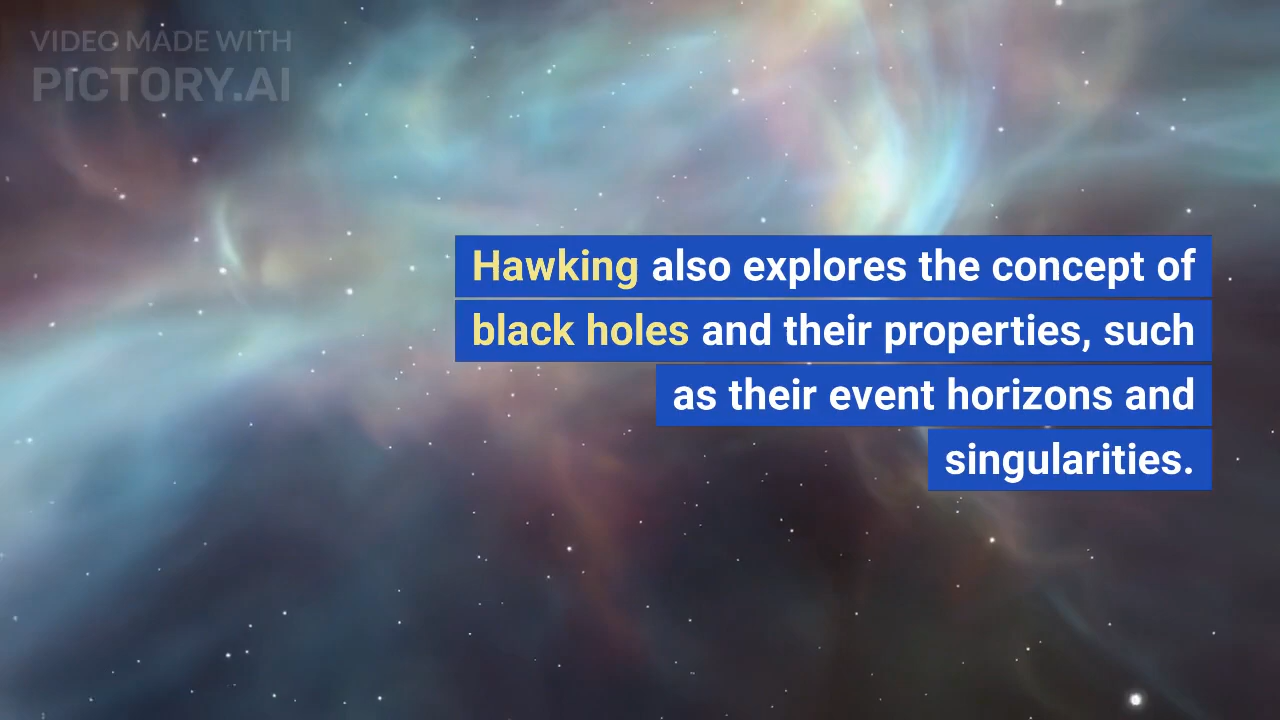 VIDEO MADE WITH
PICTORY.AI
Hawking also explores the concept of
black holes and their properties, such
as their event horizons and
singularities.